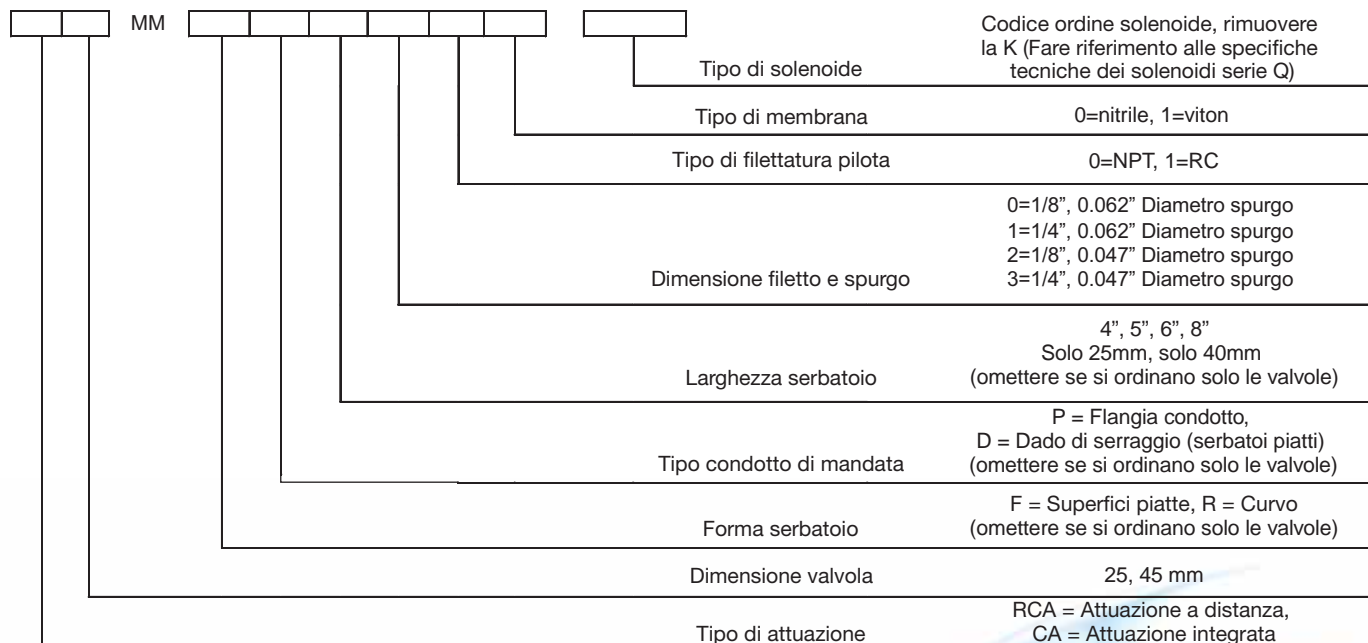 MM
Tipo di solenoide
Codice ordine solenoide, rimuovere
la K (Fare riferimento alle specifiche
tecniche dei solenoidi serie Q)
Tipo di membrana
0=nitrile, 1=viton
Tipo di filettatura pilota
0=NPT, 1=RC
Dimensione filetto e spurgo
0=1/8”, 0.062” Diametro spurgo
1=1/4”, 0.062” Diametro spurgo
2=1/8”, 0.047” Diametro spurgo
3=1/4”, 0.047” Diametro spurgo
Larghezza serbatoio
4”, 5”, 6”, 8”
Solo 25mm, solo 40mm
(omettere se si ordinano solo le valvole)
Tipo condotto di mandata
P = Flangia condotto,
D = Dado di serraggio (serbatoi piatti)
(omettere se si ordinano solo le valvole)
Forma serbatoio
F = Superfici piatte, R = Curvo
(omettere se si ordinano solo le valvole)
Dimensione valvola
25, 45 mm
Tipo di attuazione
RCA = Attuazione a distanza,
CA = Attuazione integrata